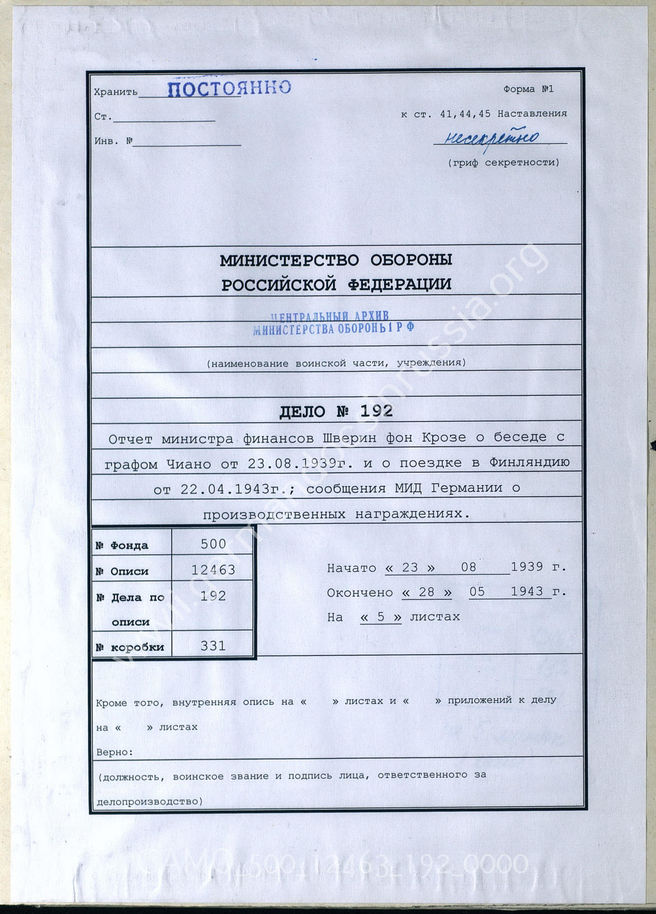 Хранить ПОСТОЯННО
Форма №1
Ст.
к ст. 41,44,45 Наставления
Инв. №
несекретно
(гриф секретности)
МИНИСТЕРСТВО ОБОРОНЫ
РОССИЙСКОЙ ФЕДЕРАЦИИ
ЦЕНТРАЛЬНЫЙ АРХИВ
МИНИСТЕРСТВА ОБОРОНЫ РФ
(наименование воинской части, учреждения)
ДЕЛО № 192
Отчет министра финансов Шверин фон Крозе о беседе с
графом Чиано от 23.08.1939г. и о поездке в Финляндию
от 22.04.1943г.; сообщения МИД Германии о
производственных награждениях.
№ Фонда 500
№ Описи 12463
№ Дела по описи 192
№ коробки 331
Начато « 23 » 08 1939 г.
Окончено « 28 » 05 1943 г.
На « 5 » листах
Кроме того, внутренняя опись на « » листах и « » приложений к делу
на « » листах
Верно:
(должность, воинское звание и подпись лица, ответственного за
делопроизводство)
CAMO_500_12463_192_0000